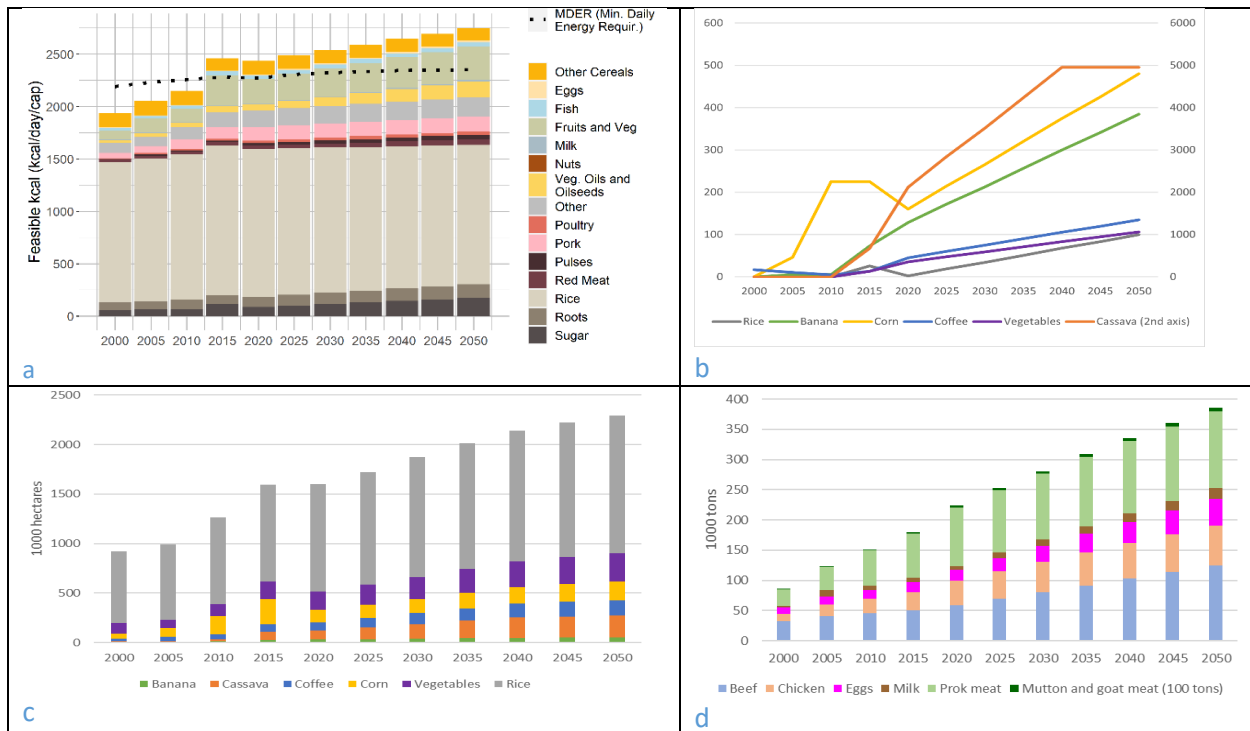 MDER (Min. Daily
Energy Requir.)
Feasible kcal (kcal/day/cap)
2500
2000
1500
1000
500
0
2000 2005 2010 2015 2020 2025 2030 2035 2040 2045 2050
Other Cereals
Eggs
Fish
Fruits and Veg
Milk
Nuts
Veg. Oils and
Oilseeds
Other
Poultry
Pork
Pulses
Red Meat
Rice
Roots
Sugar
a
600 6000
500 5000
400 4000
300 3000
200 2000
100 1000
0 0
2000 2005 2010 2015 2020 2025 2030 2035 2040 2045 2050
Rice Banana Corn Coffee Vegetables Cassava (2nd axis)
b
1000 hectares
2500
2000
1500
1000
500
0
2000 2005 2010 2015 2020 2025 2030 2035 2040 2045 2050
Banana Cassava Coffee Corn Vegetables Rice
c
1000 tons
400
350
300
250
200
150
100
50
0
2000 2005 2010 2015 2020 2025 2030 2035 2040 2045 2050
Beef Chicken Eggs Milk Prok meat Mutton and goat meat (100 tons)
d